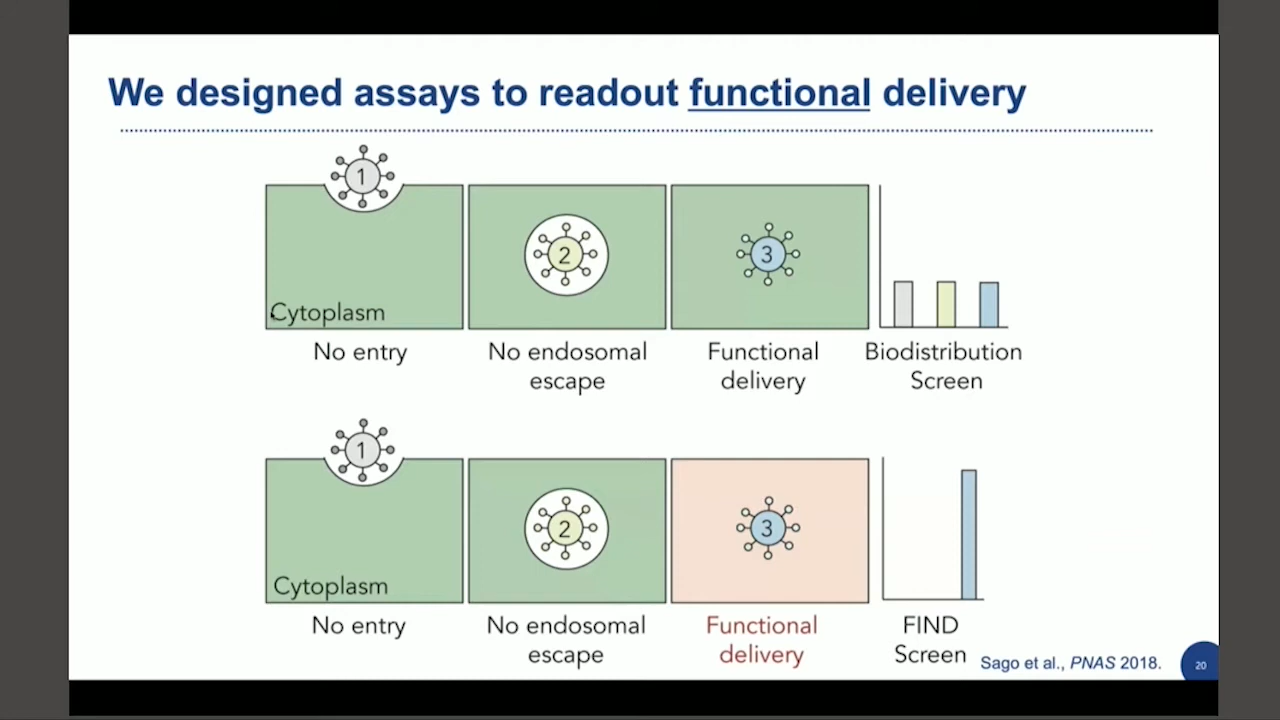 We designed assays to readout functional delivery
1
2
3
Cytoplasm
No entry
No endosomal
escape
Functional
delivery
Biodistribution
Screen
1
2
3
Cytoplasm
No entry
No endosomal
escape
Functional
delivery
FIND
Screen
Sago et al., PNAS 2018.
20